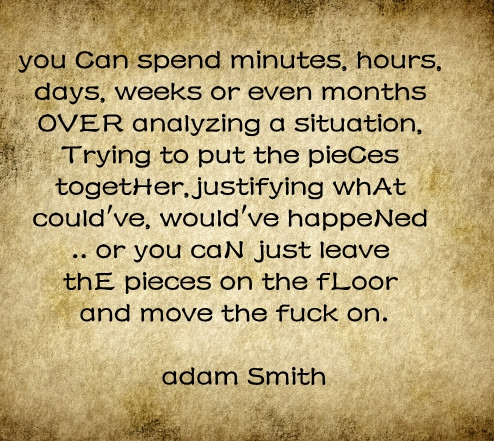 you Can spend minutes, hours,
days, weeks or even months
OVER analyzing a situation,
Trying to put the pieCes
togetHer,justifying whAt
could've, would've happeNed
.. or you caN just leave
thE pieces on the fLoor
and move the fuck on.
adam Smith